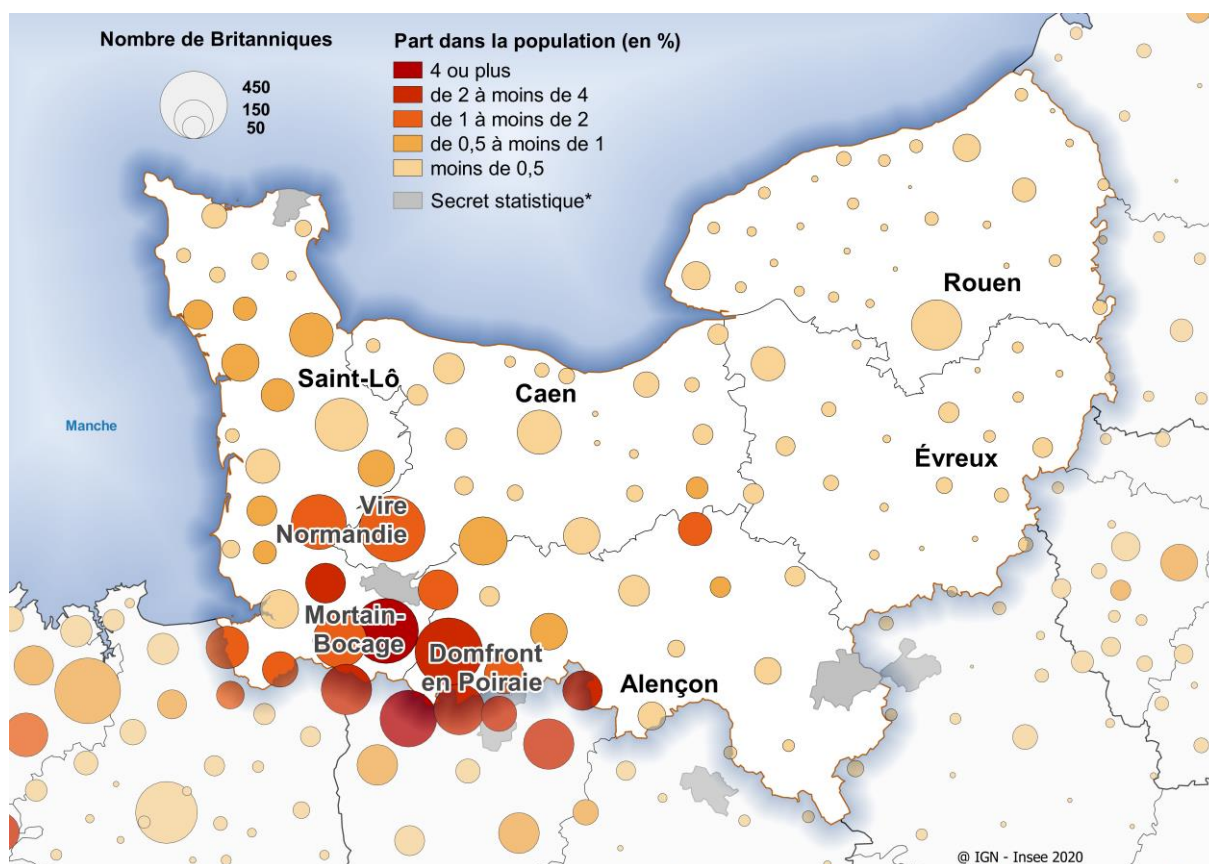 Nombre de Britanniques
450
150
50
Part dans la population (en %)
4 ou plus
de 2 à moins de 4
de 1 à moins de 2
de 0,5 à moins de 1
moins de 0,5
Secret statistique*
Rouen
Saint-Lô
Caen
Manche
Évreux
Vire
Normandie
Mortain-
Bocage
Domfront
en Poiraie
Alençon
@ IGN - Insee 2020